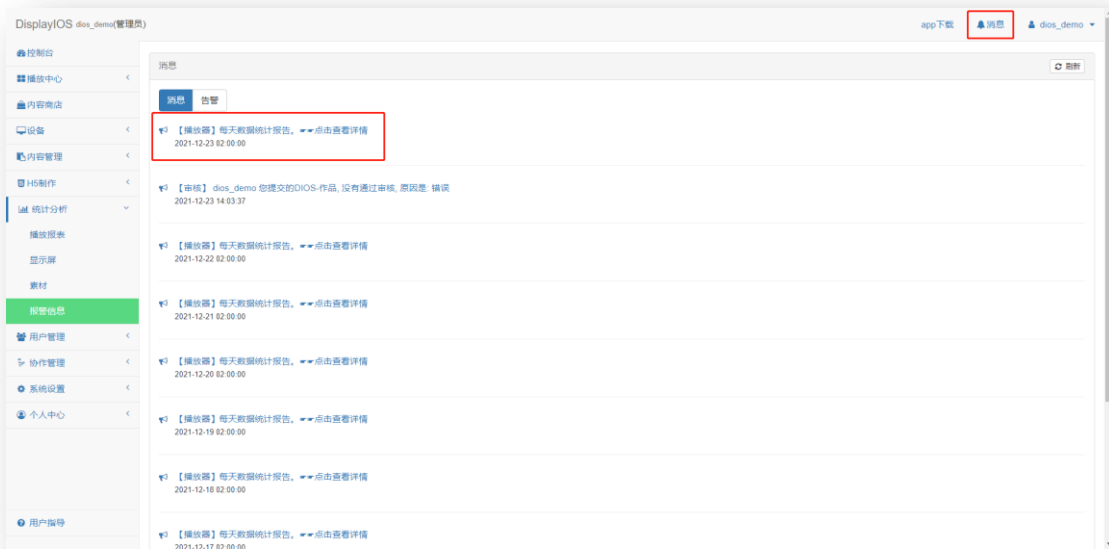 DisplayIOS dios_demo(管理员)
app下载
消息
dios_demo
控制台
播放中心
内容商店
设备
内容管理
H5制作
统计分析
播放报表
显示屏
素材
报警信息
用户管理
协作管理
系统设置
个人中心
用户指导
消息
刷新
消息
告警
【播放器】每天数据统计报告。☛☛点击查看详情
2021-12-23 02:00:00
【审核】 dios_demo 您提交的DIOS-作品, 没有通过审核, 原因是: 错误
2021-12-23 14:03:37
【播放器】每天数据统计报告。☛☛点击查看详情
2021-12-22 02:00:00
【播放器】每天数据统计报告。☛☛点击查看详情
2021-12-21 02:00:00
【播放器】每天数据统计报告。☛☛点击查看详情
2021-12-20 02:00:00
【播放器】每天数据统计报告。☛☛点击查看详情
2021-12-19 02:00:00
【播放器】每天数据统计报告。☛☛点击查看详情
2021-12-18 02:00:00
【播放器】每天数据统计报告。☛☛点击查看详情
2021-12-17 02:00:00